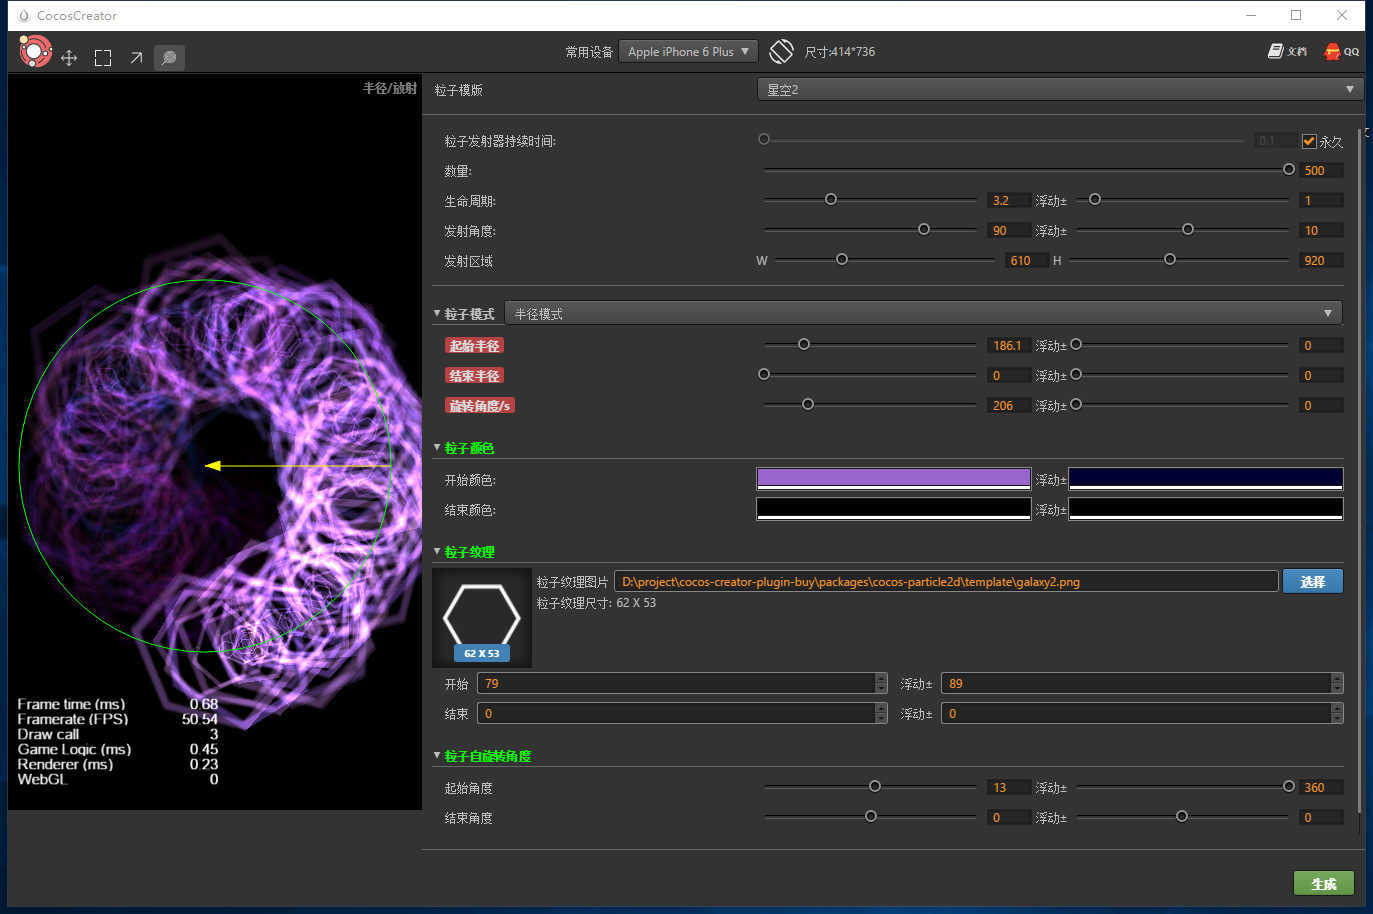 CocosCreator
常用设备 Apple iPhone 6 Plus 尺寸:414*736 文档 QQ
半径/放射
粒子模版 星空2
粒子发射器持续时间: 0.1 永久
数量: 500
生命周期: 3.2 浮动± 1
发射角度: 90 浮动± 10
发射区域 W 610 H 920
粒子模式 半径模式
起始半径 186.1 浮动± 0
结束半径 0 浮动± 0
旋转角度/s 206 浮动± 0
粒子颜色
开始颜色: 浮动±
结束颜色: 浮动±
粒子纹理
粒子纹理图片 D:\project\cocos-creator-plugin-buy\packages\cocos-particle2d\template\galaxy2.png 选择
粒子纹理尺寸: 62 X 53
62 X 53
开始 79 浮动± 89
结束 0 浮动± 0
粒子自旋转角度
起始角度 13 浮动± 360
结束角度 0 浮动± 0
生成
Frame time (ms) 0.68
Framerate (FPS) 50.54
Draw call 3
Game Logic (ms) 0.45
Renderer (ms) 0.23
WebGL 0